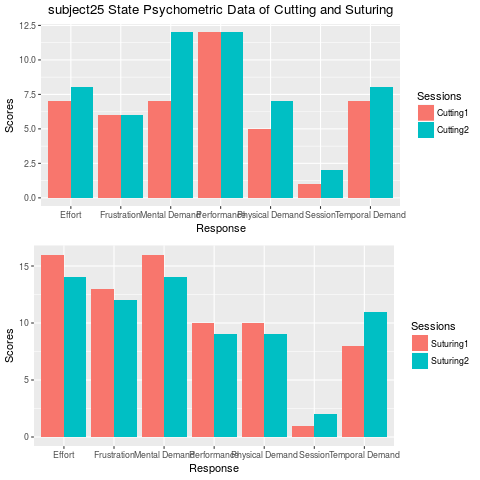 subject25 State Psychometric Data of Cutting and Suturing
12.5
10.0
7.5
5.0
2.5
0.0
Scores
Effort Frustration Mental Demand Performance Physical Demand Session Temporal Demand
Response
Sessions
Cutting1
Cutting2
15
10
5
0
Scores
Effort Frustration Mental Demand Performance Physical Demand Session Temporal Demand
Response
Sessions
Suturing1
Suturing2